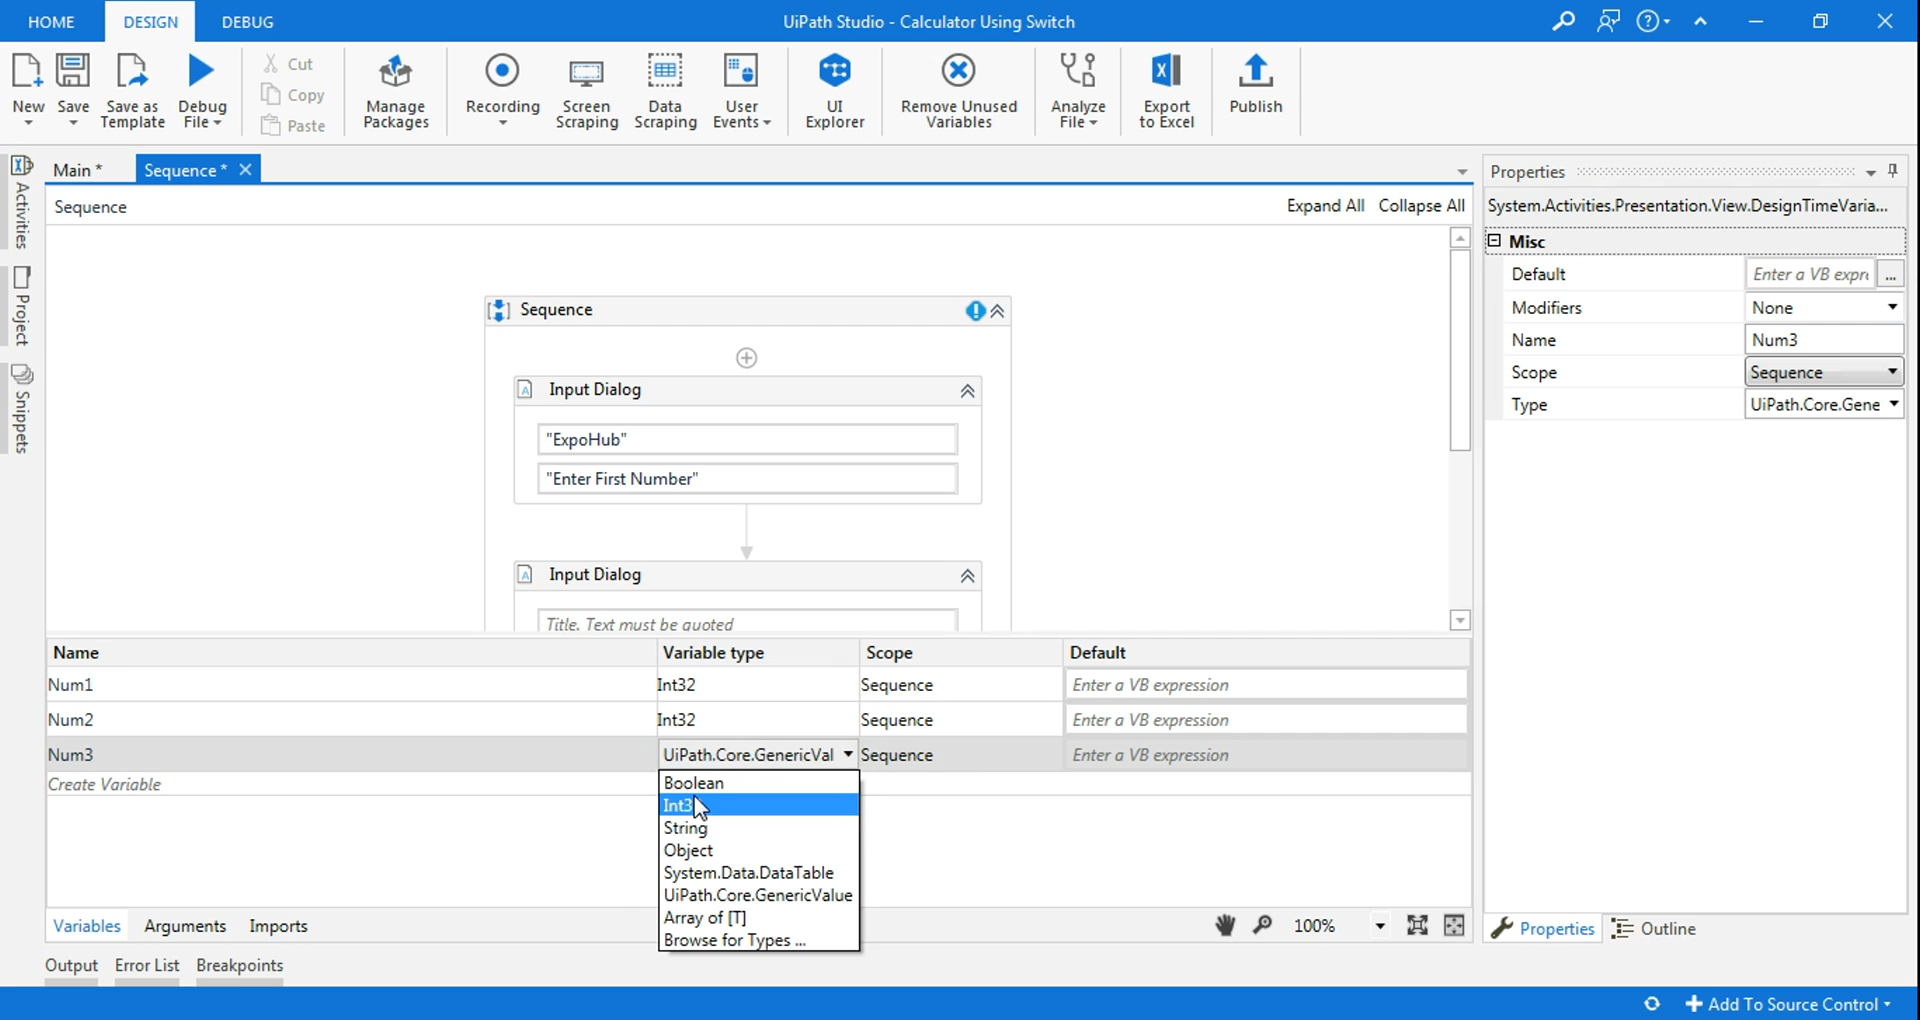 HOME DESIGN DEBUG UiPath Studio - Calculator Using Switch
New Save Save as Template Debug File Cut Copy Paste Manage Packages Recording Screen Scraping Data Scraping User Events UI Explorer Remove Unused Variables Analyze File Export to Excel Publish
Activities
Project
Snippets
Main * Sequence *
Sequence Expand All Collapse All
Sequence
Input Dialog
"ExpoHub"
"Enter First Number"
Input Dialog
Title. Text must be quoted
Properties
System.Activities.Presentation.View.DesignTimeVaria...
Misc
Default Enter a VB expre ...
Modifiers None
Name Num3
Scope Sequence
Type UiPath.Core.Gene
Name Variable type Scope Default
Num1 Int32 Sequence Enter a VB expression
Num2 Int32 Sequence Enter a VB expression
Num3 UiPath.Core.GenericVal Sequence Enter a VB expression
Create Variable
Boolean
Int3
String
Object
System.Data.DataTable
UiPath.Core.GenericValue
Array of [T]
Browse for Types ...
Variables Arguments Imports 100%
Properties Outline
Output Error List Breakpoints
Add To Source Control